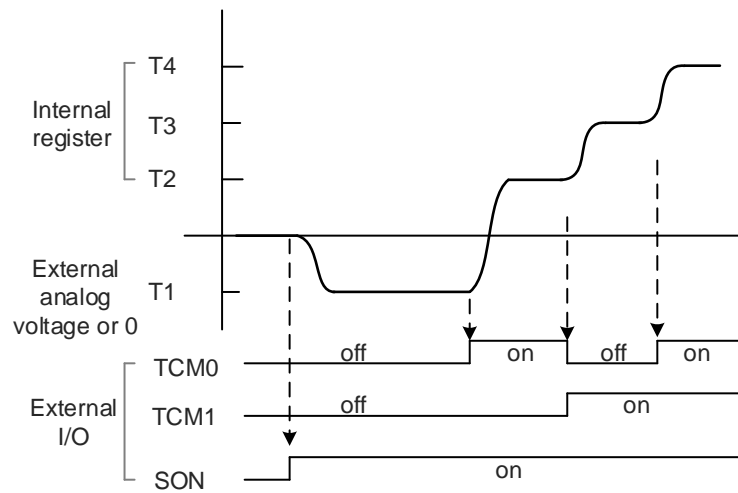 T4
Internal
register
T3
T2
External
analog
voltage or 0
T1
TCM0
off
on
off
on
External
I/O
TCM1
off
on
SON
on